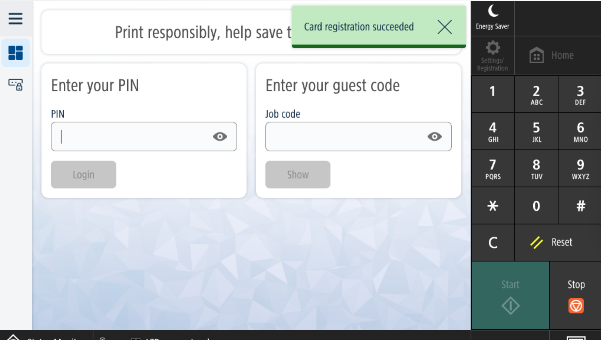 Print responsibly, help save t
Card registration succeeded
Enter your PIN
PIN
Login
Enter your guest code
Job code
Show
Energy Saver
Settings/
Registration
Home
1
2
ABC
3
DEF
4
GHI
5
JKL
6
MNO
7
PQRS
8
TUV
9
WXYZ
*
0
#
C
Reset
Start
Stop